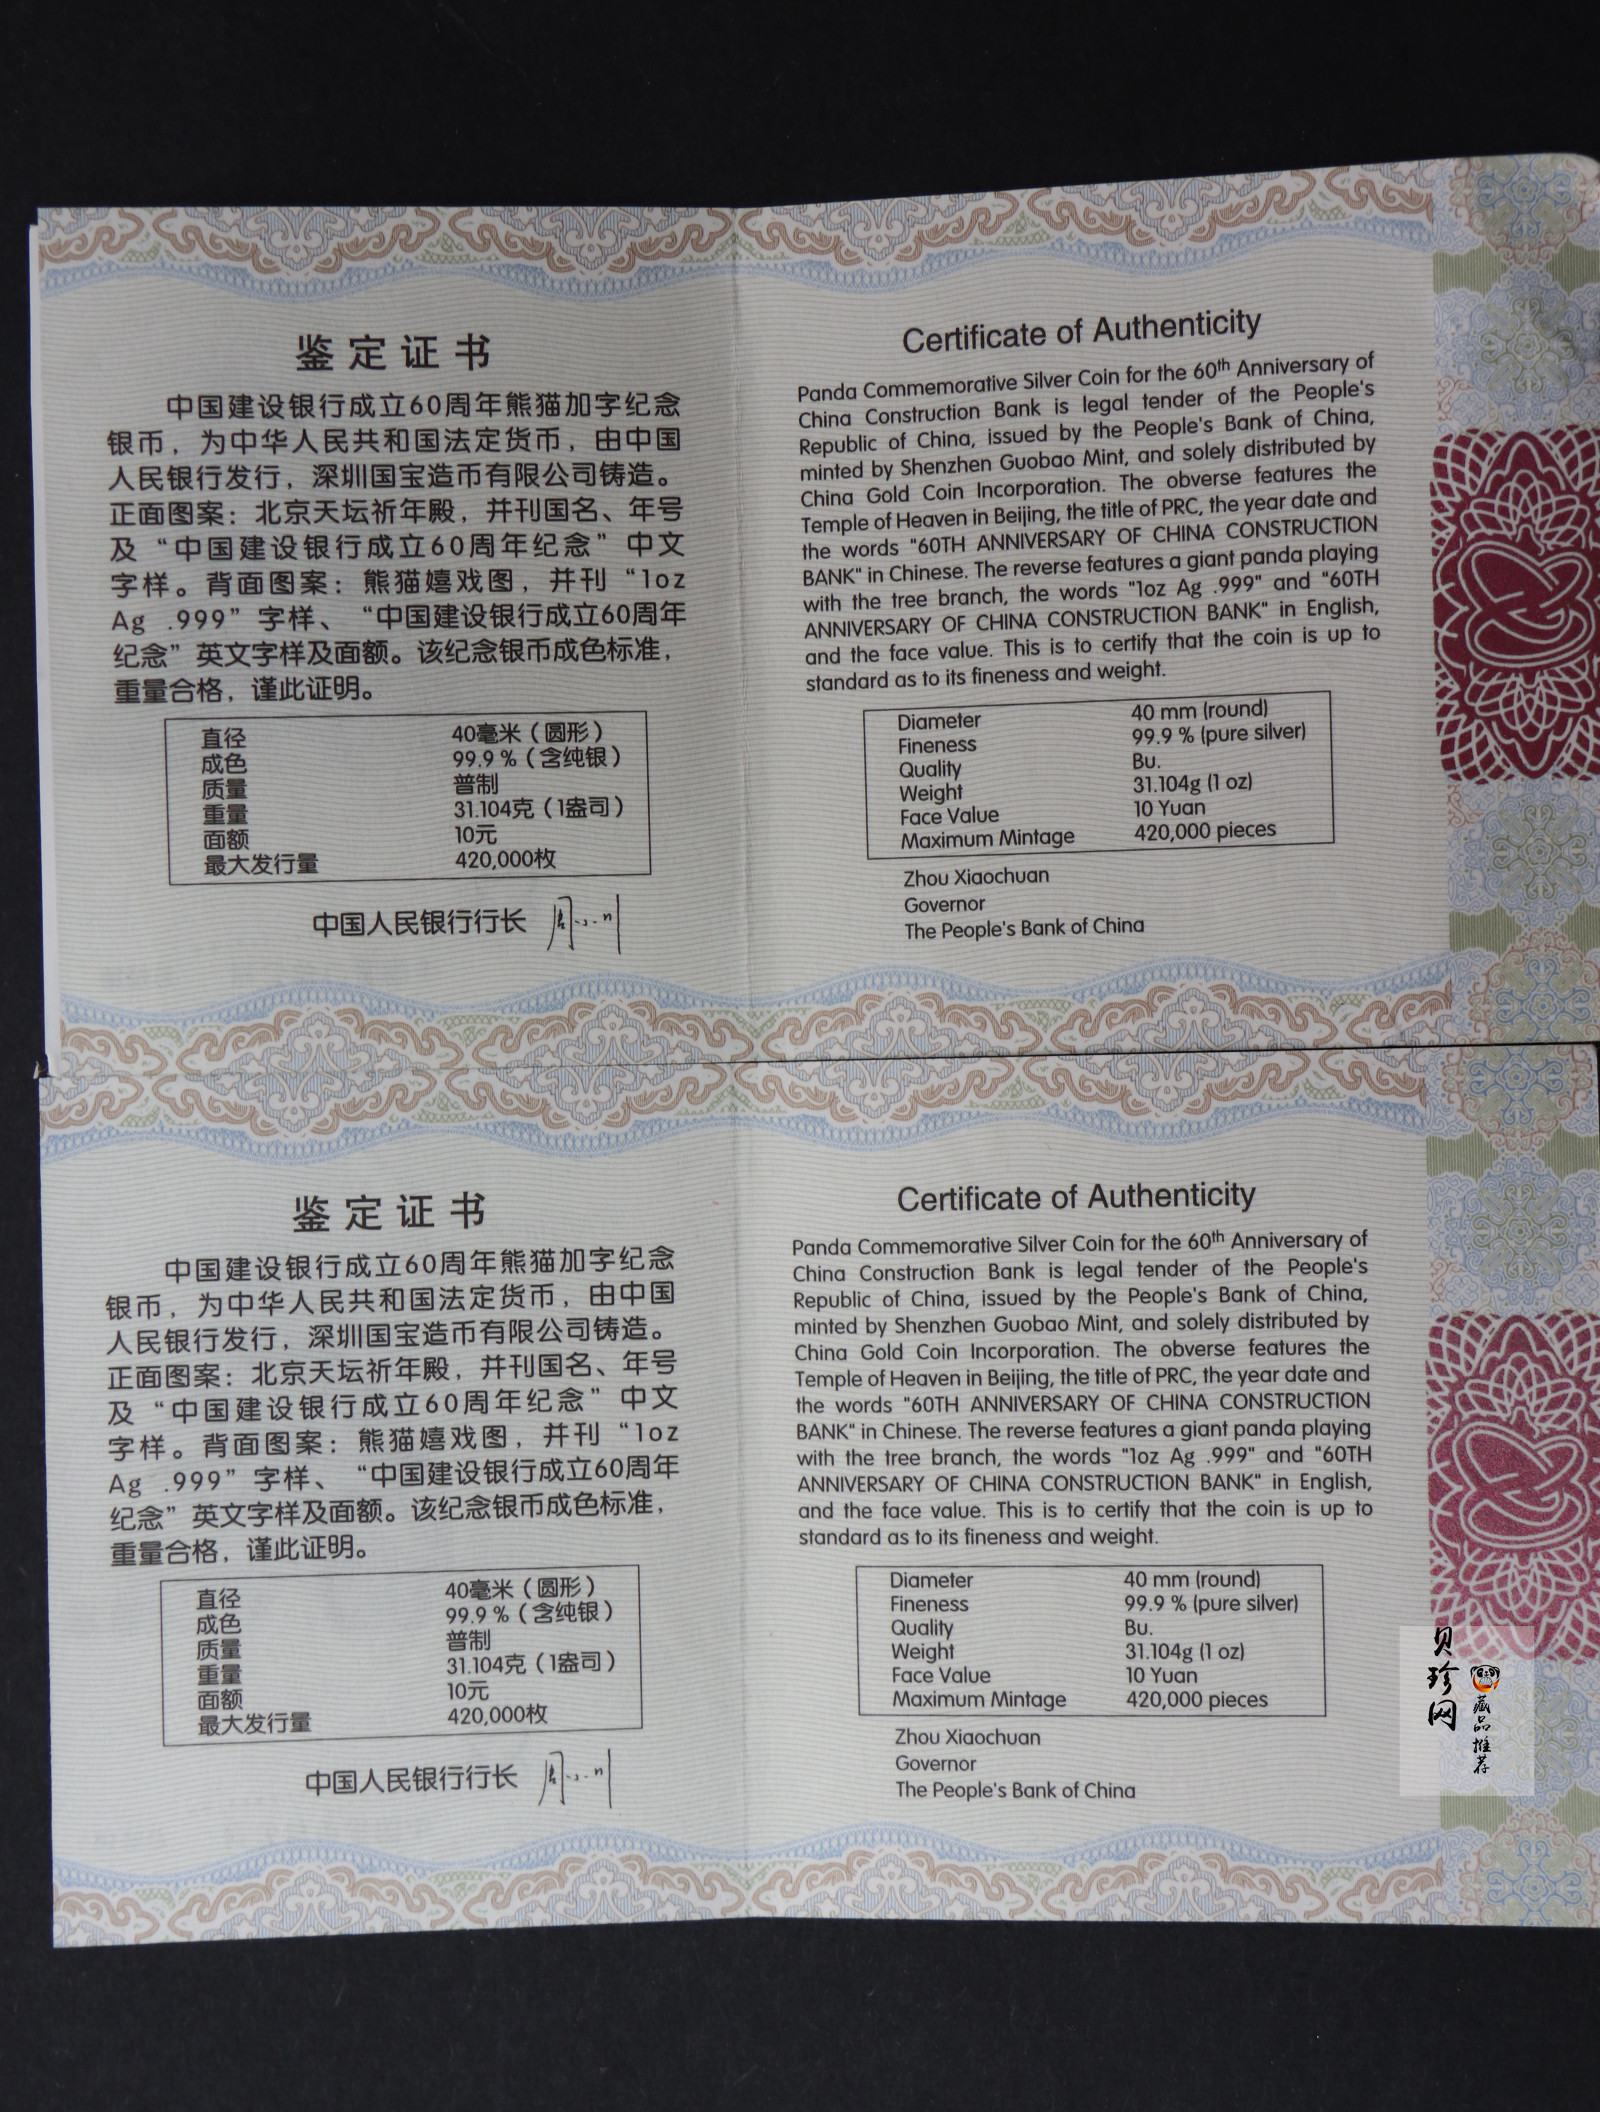 鉴定证书
中国建设银行成立60周年熊猫加字纪念
银币，为中华人民共和国法定货币，由中国
人民银行发行，深圳国宝造币有限公司铸造。
正面图案：北京天坛祈年殿，并刊国名、年号
及“中国建设银行成立60周年纪念”中文
字样。背面图案：熊猫嬉戏图，并刊“1oz
Ag .999”字样、“中国建设银行成立60周年
纪念”英文字样及面额。该纪念银币成色标准，
重量合格，谨此证明。
直径 40毫米（圆形）
成色 99.9％（含纯银）
质量 普制
重量 31.104克（1盎司）
面额 10元
最大发行量 420,000枚
中国人民银行行长 周小川
Certificate of Authenticity
Panda Commemorative Silver Coin for the 60th Anniversary of
China Construction Bank is legal tender of the People's
Republic of China, issued by the People's Bank of China,
minted by Shenzhen Guobao Mint, and solely distributed by
China Gold Coin Incorporation. The obverse features the
Temple of Heaven in Beijing, the title of PRC, the year date and
the words "60TH ANNIVERSARY OF CHINA CONSTRUCTION
BANK" in Chinese. The reverse features a giant panda playing
with the tree branch, the words "1oz Ag .999" and "60TH
ANNIVERSARY OF CHINA CONSTRUCTION BANK" in English,
and the face value. This is to certify that the coin is up to
standard as to its fineness and weight.
Diameter 40 mm (round)
Fineness 99.9 % (pure silver)
Quality Bu.
Weight 31.104g (1 oz)
Face Value 10 Yuan
Maximum Mintage 420,000 pieces
Zhou Xiaochuan
Governor
The People's Bank of China
鉴定证书
中国建设银行成立60周年熊猫加字纪念
银币，为中华人民共和国法定货币，由中国
人民银行发行，深圳国宝造币有限公司铸造。
正面图案：北京天坛祈年殿，并刊国名、年号
及“中国建设银行成立60周年纪念”中文
字样。背面图案：熊猫嬉戏图，并刊“1oz
Ag .999”字样、“中国建设银行成立60周年
纪念”英文字样及面额。该纪念银币成色标准，
重量合格，谨此证明。
直径 40毫米（圆形）
成色 99.9％（含纯银）
质量 普制
重量 31.104克（1盎司）
面额 10元
最大发行量 420,000枚
中国人民银行行长 周小川
Certificate of Authenticity
Panda Commemorative Silver Coin for the 60th Anniversary of
China Construction Bank is legal tender of the People's
Republic of China, issued by the People's Bank of China,
minted by Shenzhen Guobao Mint, and solely distributed by
China Gold Coin Incorporation. The obverse features the
Temple of Heaven in Beijing, the title of PRC, the year date and
the words "60TH ANNIVERSARY OF CHINA CONSTRUCTION
BANK" in Chinese. The reverse features a giant panda playing
with the tree branch, the words "1oz Ag .999" and "60TH
ANNIVERSARY OF CHINA CONSTRUCTION BANK" in English,
and the face value. This is to certify that the coin is up to
standard as to its fineness and weight.
Diameter 40 mm (round)
Fineness 99.9 % (pure silver)
Quality Bu.
Weight 31.104g (1 oz)
Face Value 10 Yuan
Maximum Mintage 420,000 pieces
Zhou Xiaochuan
Governor
The People's Bank of China
贝珍网
藏品推荐